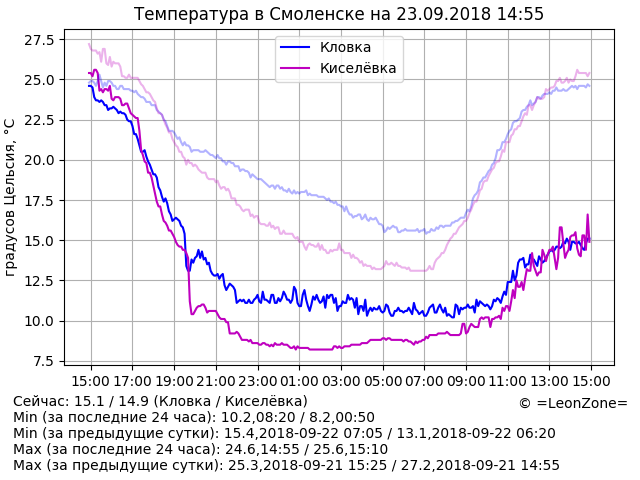 Температура в Смоленске на 23.09.2018 14:55
Кловка
Киселёвка
градусов Цельсия, °C
27.5
25.0
22.5
20.0
17.5
15.0
12.5
10.0
7.5
15:00 17:00 19:00 21:00 23:00 01:00 03:00 05:00 07:00 09:00 11:00 13:00 15:00
Сейчас: 15.1 / 14.9 (Кловка / Киселёвка)
© =LeonZone=
Min (за последние 24 часа): 10.2,08:20 / 8.2,00:50
Min (за предыдущие сутки): 15.4,2018-09-22 07:05 / 13.1,2018-09-22 06:20
Max (за последние 24 часа): 24.6,14:55 / 25.6,15:10
Max (за предыдущие сутки): 25.3,2018-09-21 15:25 / 27.2,2018-09-21 14:55